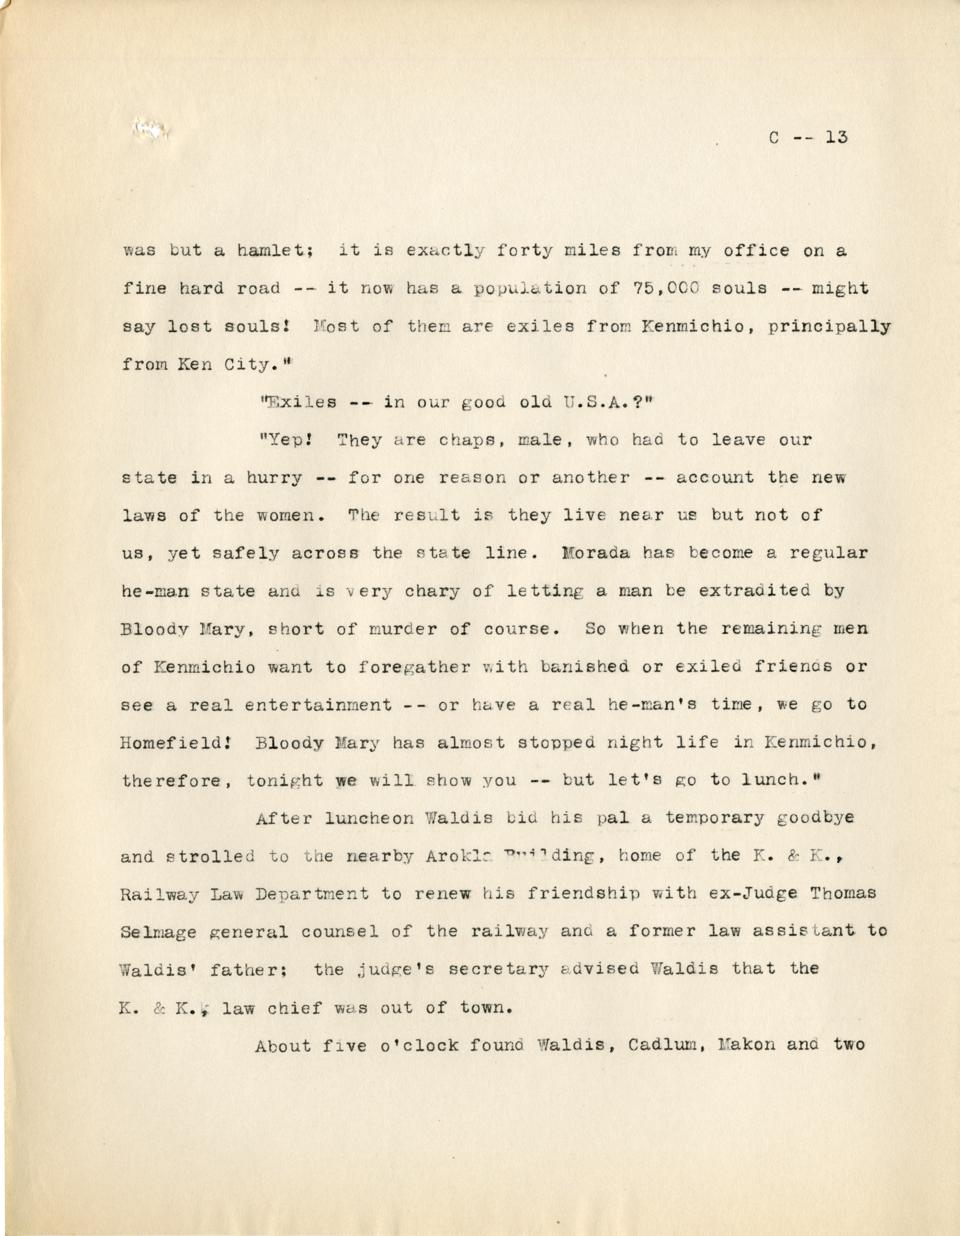 C -- 13
was but a hamlet; it is exactly forty miles from my office on a
fine hard road -- it now has a population of 75,000 souls -- might
say lost souls! Most of them are exiles from Kenmichio, principally
from Ken City."
"Exiles -- in our good old U.S.A.?"
"Yep! They are chaps, male, who had to leave our
state in a hurry -- for one reason or another -- account the new
laws of the women. The result is they live near us but not of
us, yet safely across the state line. Morada has become a regular
he-man state and is very chary of letting a man be extradited by
Bloody Mary, short of murder of course. So when the remaining men
of Kenmichio want to foregather with banished or exiled friends or
see a real entertainment -- or have a real he-man's time, we go to
Homefield! Bloody Mary has almost stopped night life in Kenmichio,
therefore, tonight we will show you -- but let's go to lunch."
After luncheon Waldis bid his pal a temporary goodbye
and strolled to the nearby Arokla Building, home of the K. & K.,
Railway Law Department to renew his friendship with ex-Judge Thomas
Selmage general counsel of the railway and a former law assistant to
Waldis' father; the judge's secretary advised Waldis that the
K. & K., law chief was out of town.
About five o'clock found Waldis, Cadlum, Makon and two